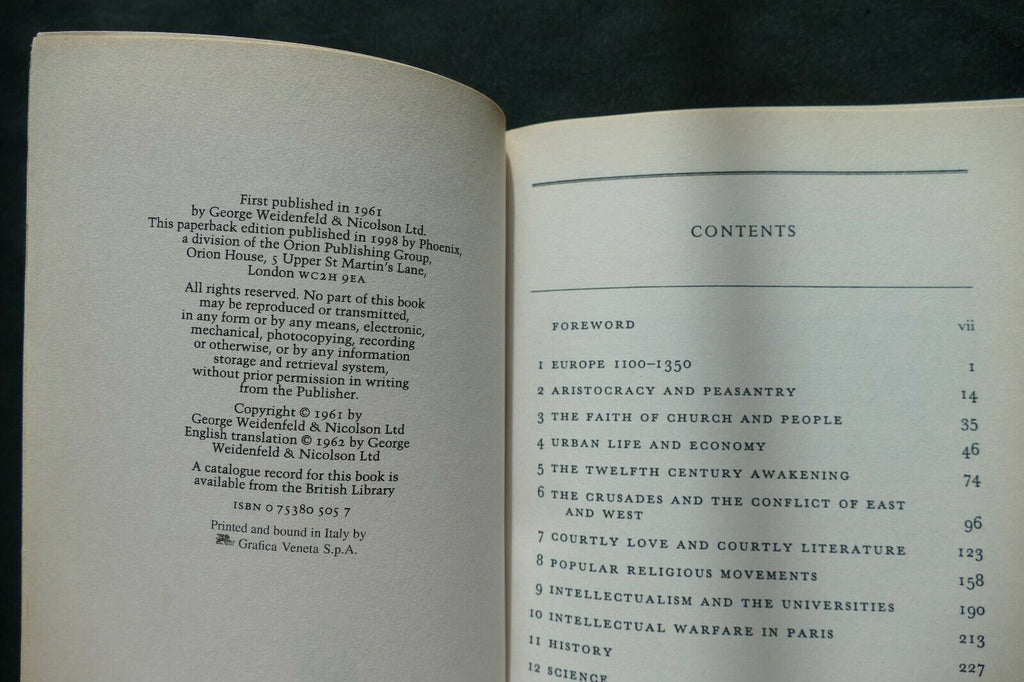 First published in 1961
by George Weidenfeld & Nicolson Ltd.
This paperback edition published in 1998 by Phoenix,
a division of the Orion Publishing Group,
Orion House, 5 Upper St Martin's Lane,
London WC2H 9EA
All rights reserved. No part of this book
may be reproduced or transmitted,
in any form or by any means, electronic,
mechanical, photocopying, recording
or otherwise, or by any information
storage and retrieval system,
without prior permission in writing
from the Publisher.
Copyright © 1961 by
George Weidenfeld & Nicolson Ltd
English translation © 1962 by George
Weidenfeld & Nicolson Ltd
A catalogue record for this book is
available from the British Library
ISBN 0 75380 505 7
Printed and bound in Italy by
Grafica Veneta S.p.A.
CONTENTS
FOREWORD vii
1 EUROPE 1100–1350 1
2 ARISTOCRACY AND PEASANTRY 14
3 THE FAITH OF CHURCH AND PEOPLE 35
4 URBAN LIFE AND ECONOMY 46
5 THE TWELFTH CENTURY AWAKENING 74
6 THE CRUSADES AND THE CONFLICT OF EAST
AND WEST 96
7 COURTLY LOVE AND COURTLY LITERATURE 123
8 POPULAR RELIGIOUS MOVEMENTS 158
9 INTELLECTUALISM AND THE UNIVERSITIES 190
10 INTELLECTUAL WARFARE IN PARIS 213
11 HISTORY 227
12 SCIENCE